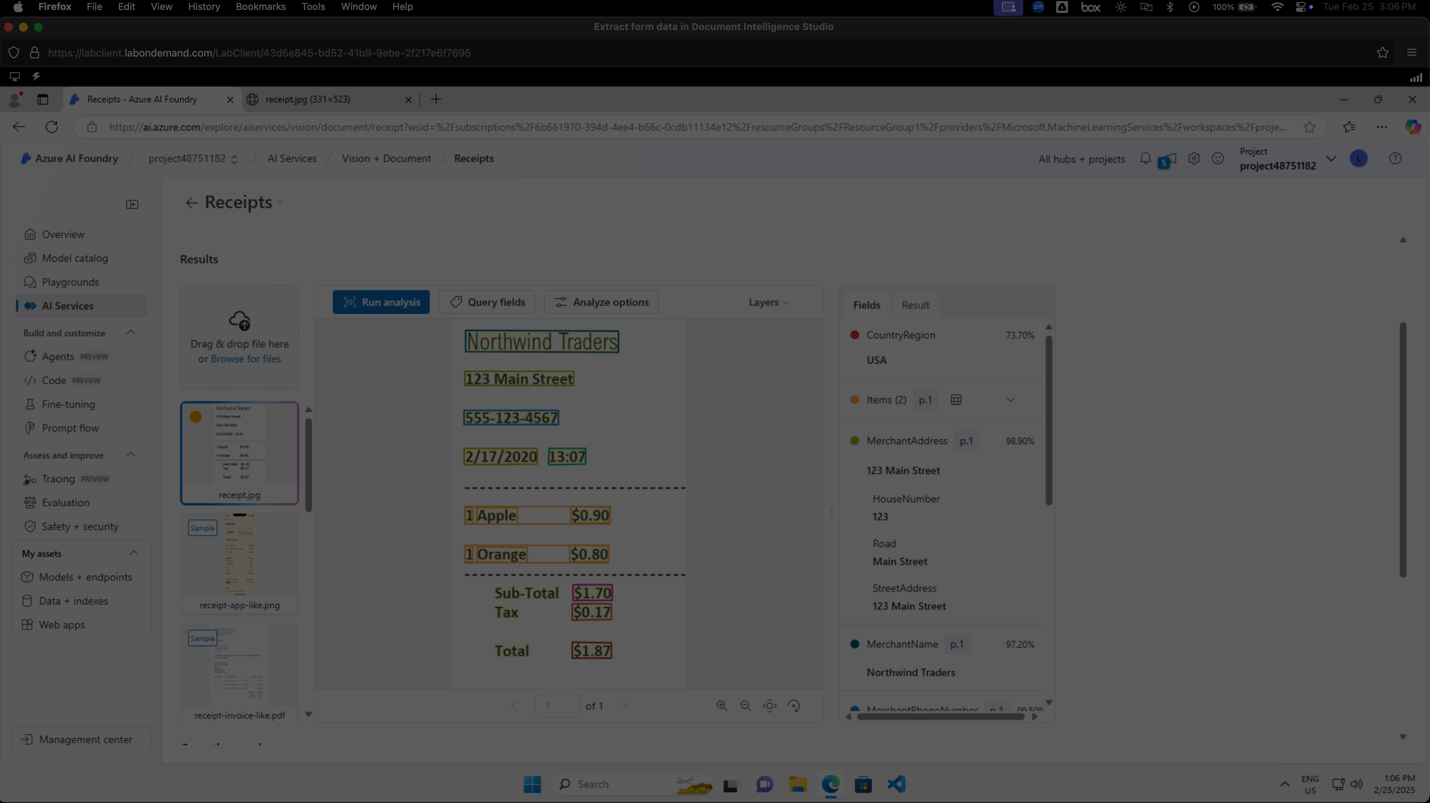 Firefox File Edit View History Bookmarks Tools Window Help
box 100% Tue Feb 25 3:06 PM
Extract form data in Document Intelligence Studio
https://labclient.labondemand.com/LabClient/43d6e845-bd52-41b9-9ebe-2f217e6f7695
Receipts - Azure AI Foundry
receipt.jpg (331×523)
https://ai.azure.com/explore/aiservices/vision/document/receipt?wsid=%2Fsubscriptions%2F6b661970-394d-4ee4-b66c-0cdb11134e12%2FresourceGroups%2FResourceGroup1%2Fproviders%2FMicrosoft.MachineLearningServices%2Fworkspaces%2Fproje...
Azure AI Foundry / project48751182 / AI Services / Vision + Document / Receipts
All hubs + projects
5
Project
project48751182
L
Receipts
Overview
Model catalog
Playgrounds
AI Services
Build and customize
Agents PREVIEW
Code PREVIEW
Fine-tuning
Prompt flow
Assess and improve
Tracing PREVIEW
Evaluation
Safety + security
My assets
Models + endpoints
Data + indexes
Web apps
Management center
Results
Drag & drop file here
or Browse for files
receipt.jpg
Sample
receipt-app-like.png
Sample
receipt-invoice-like.pdf
Run analysis
Query fields
Analyze options
Layers
Northwind Traders
123 Main Street
555-123-4567
2/17/2020 13:07
1 Apple $0.90
1 Orange $0.80
Sub-Total $1.70
Tax $0.17
Total $1.87
1 of 1
Fields Result
CountryRegion 73.70%
USA
Items (2) p.1
MerchantAddress p.1 98.90%
123 Main Street
HouseNumber
123
Road
Main Street
StreetAddress
123 Main Street
MerchantName p.1 97.20%
Northwind Traders
MerchantPhoneNumber p.1 99.50%
Search
ENG
US
1:06 PM
2/25/2025